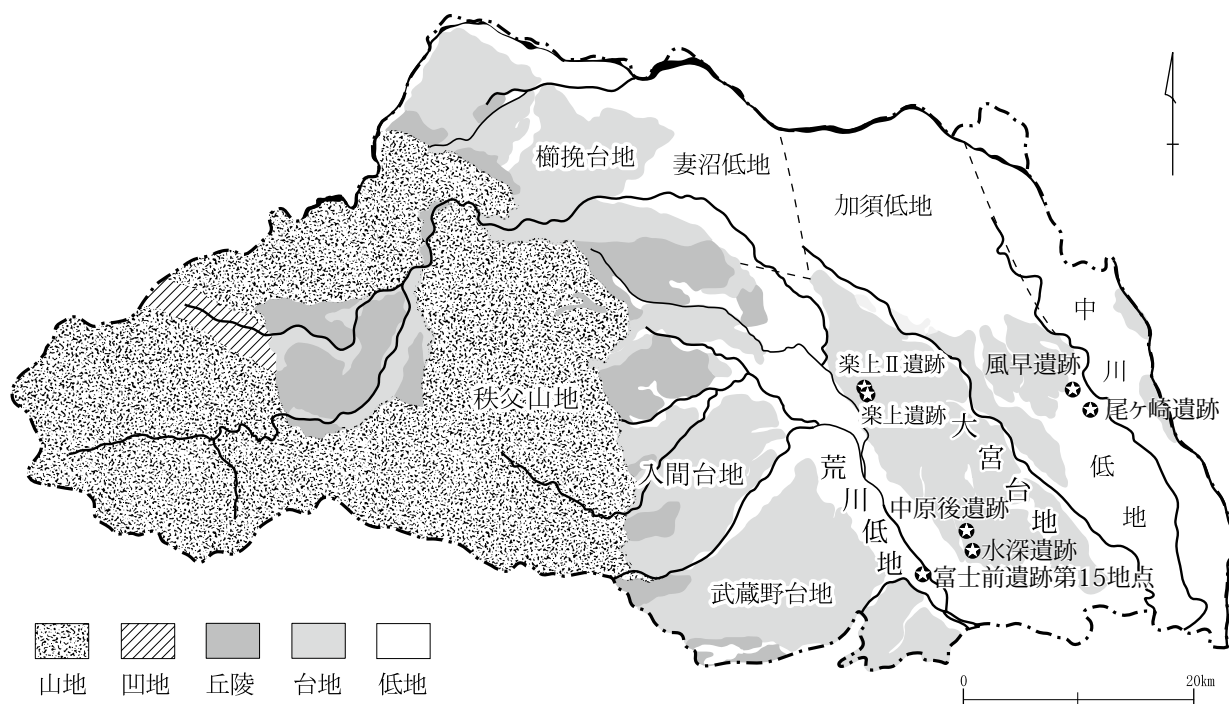 櫛挽台地
妻沼低地
加須低地
中川低地
楽上Ⅱ遺跡
風早遺跡
秩父山地
楽上遺跡
尾ヶ崎遺跡
大宮台地
入間台地
荒川低地
中原後遺跡
水深遺跡
富士前遺跡第15地点
武蔵野台地
山地
凹地
丘陵
台地
低地
0
20km